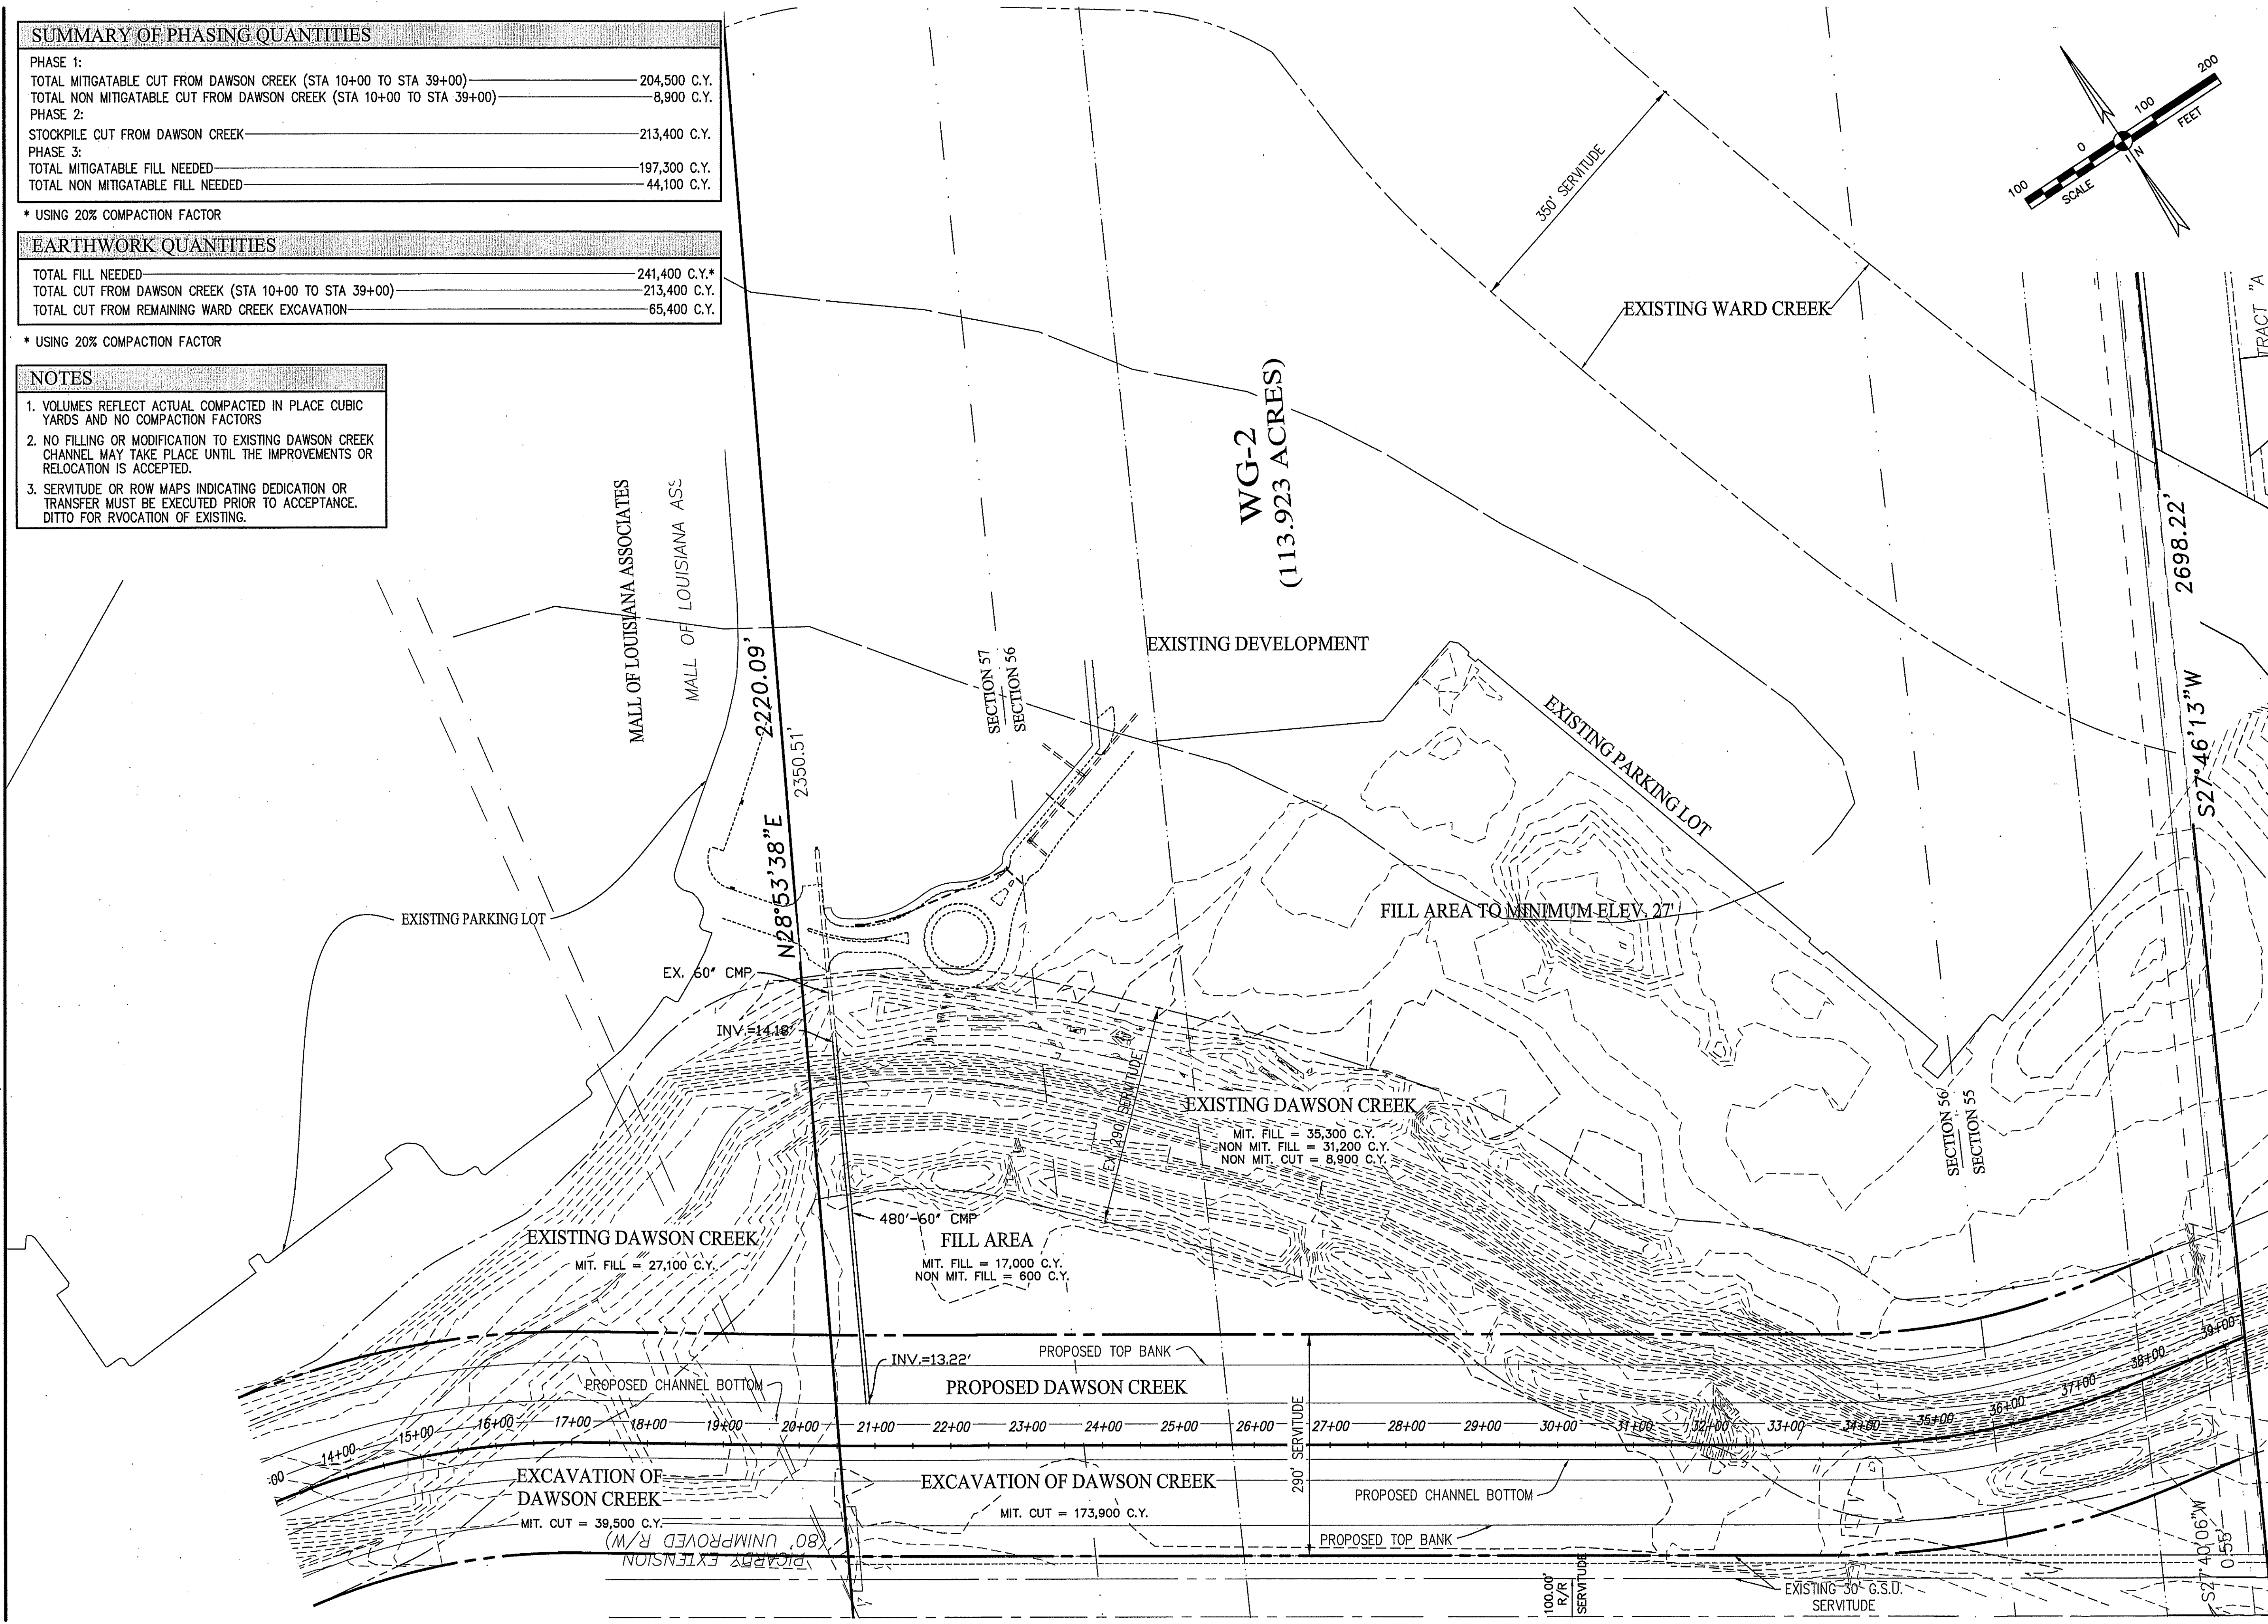 SUMMARY OF PHASING QUANTITIES
PHASE 1:
TOTAL MITIGATABLE CUT FROM DAWSON CREEK (STA 10+00 TO STA 39+00) 204,500 C.Y.
TOTAL NON MITIGATABLE CUT FROM DAWSON CREEK (STA 10+00 TO STA 39+00) 8,900 C.Y.
PHASE 2:
STOCKPILE CUT FROM DAWSON CREEK 213,400 C.Y.
PHASE 3:
TOTAL MITIGATABLE FILL NEEDED 197,300 C.Y.
TOTAL NON MITIGATABLE FILL NEEDED 44,100 C.Y.
* USING 20% COMPACTION FACTOR
EARTHWORK QUANTITIES
TOTAL FILL NEEDED 241,400 C.Y.*
TOTAL CUT FROM DAWSON CREEK (STA 10+00 TO STA 39+00) 213,400 C.Y.
TOTAL CUT FROM REMAINING WARD CREEK EXCAVATION 65,400 C.Y.
* USING 20% COMPACTION FACTOR
NOTES
1. VOLUMES REFLECT ACTUAL COMPACTED IN PLACE CUBIC
YARDS AND NO COMPACTION FACTORS
2. NO FILLING OR MODIFICATION TO EXISTING DAWSON CREEK
CHANNEL MAY TAKE PLACE UNTIL THE IMPROVEMENTS OR
RELOCATION IS ACCEPTED.
3. SERVITUDE OR ROW MAPS INDICATING DEDICATION OR
TRANSFER MUST BE EXECUTED PRIOR TO ACCEPTANCE.
DITTO FOR RVOCATION OF EXISTING.
100 0 100 200
SCALE FEET
N
350' SERVITUDE
EXISTING WARD CREEK
TRACT "A
WG-2
(113.923 ACRES)
MALL OF LOUISIANA ASSOCIATES
MALL OF LOUISIANA ASS
2698.22'
S27°46'13"W
2220.09'
N28°53'38"E
2350.51'
SECTION 57
SECTION 56
EXISTING DEVELOPMENT
EXISTING PARKING LOT
EXISTING PARKING LOT
FILL AREA TO MINIMUM ELEV. 27'
EX. 60" CMP
INV.=14.18'
EX. 290' SERVITUDE
EXISTING DAWSON CREEK
MIT. FILL = 35,300 C.Y.
NON MIT. FILL = 31,200 C.Y.
NON MIT. CUT = 8,900 C.Y.
SECTION 56
SECTION 55
480'-60" CMP
EXISTING DAWSON CREEK
MIT. FILL = 27,100 C.Y.
FILL AREA
MIT. FILL = 17,000 C.Y.
NON MIT. FILL = 600 C.Y.
INV.=13.22'
PROPOSED TOP BANK
PROPOSED CHANNEL BOTTOM
PROPOSED DAWSON CREEK
290' SERVITUDE
:00 14+00 15+00 16+00 17+00 18+00 19+00 20+00 21+00 22+00 23+00 24+00 25+00 26+00 27+00 28+00 29+00 30+00 31+00 32+00 33+00 34+00 35+00 36+00 37+00 38+00 39+00
EXCAVATION OF
DAWSON CREEK
MIT. CUT = 39,500 C.Y.
EXCAVATION OF DAWSON CREEK
MIT. CUT = 173,900 C.Y.
PROPOSED CHANNEL BOTTOM
PROPOSED TOP BANK
PICARDY EXTENSION
(80' UNIMPROVED R/W)
100.00'
R/R
SERVITUDE
EXISTING 30' G.S.U.
SERVITUDE
S27°40'06"W
0.55'